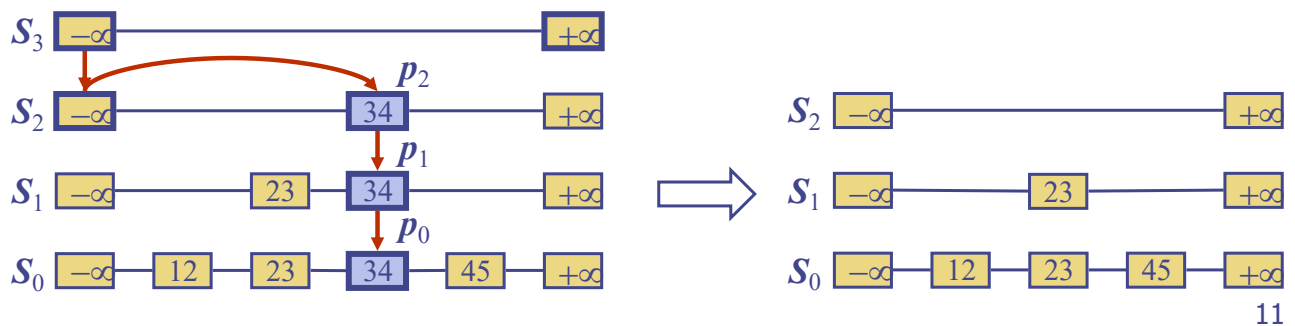 S₃ −∞ +∞
p₂
S₂ −∞ 34 +∞ S₂ −∞ +∞
p₁
S₁ −∞ 23 34 +∞ S₁ −∞ 23 +∞
p₀
S₀ −∞ 12 23 34 45 +∞ S₀ −∞ 12 23 45 +∞
11